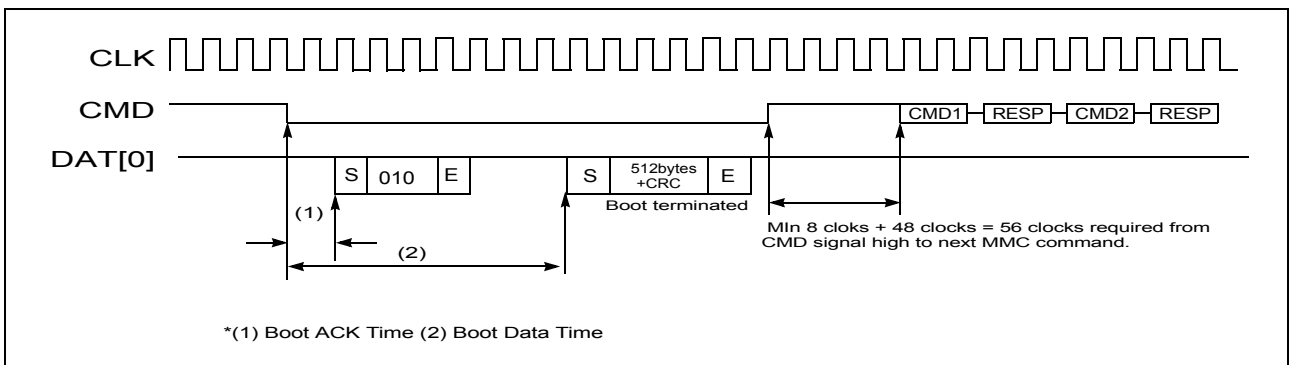 CLK
CMD
CMD1 RESP CMD2 RESP
DAT[0]
S 010 E
S 512bytes +CRC E
Boot terminated
(1)
(2)
MIn 8 cloks + 48 clocks = 56 clocks required from
CMD signal high to next MMC command.
*(1) Boot ACK Time (2) Boot Data Time